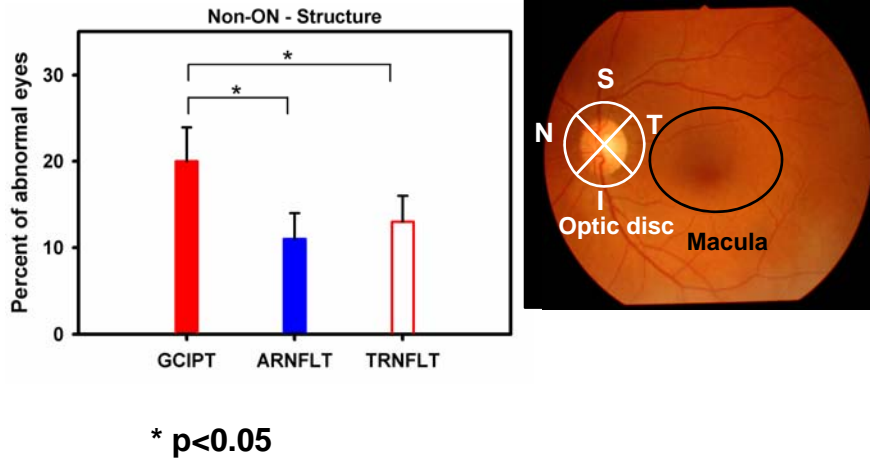 Non-ON - Structure
Percent of abnormal eyes
30
20
10
0
*
*
GCIPT ARNFLT TRNFLT
* p<0.05
S
N T
I
Optic disc
Macula